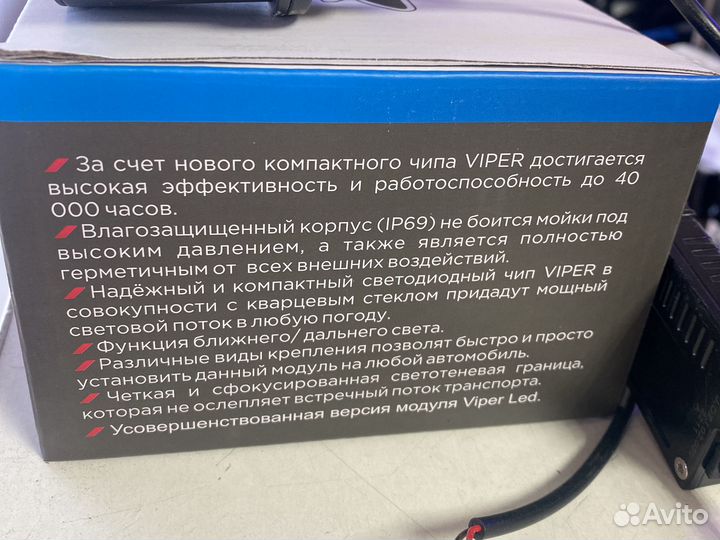 За счет нового компактного чипа VIPER достигается
высокая эффективность и работоспособность до 40
000 часов.
Влагозащищенный корпус (IP69) не боится мойки под
высоким давлением, а также является полностью
герметичным от всех внешних воздействий.
Надёжный и компактный светодиодный чип VIPER в
совокупности с кварцевым стеклом придадут мощный
световой поток в любую погоду.
Функция ближнего/ дальнего света.
Различные виды крепления позволят быстро и просто
установить данный модуль на любой автомобиль.
Четкая и сфокусированная светотеневая граница,
которая не ослепляет встречный поток транспорта.
Усовершенствованная версия модуля Viper Led.
Avito